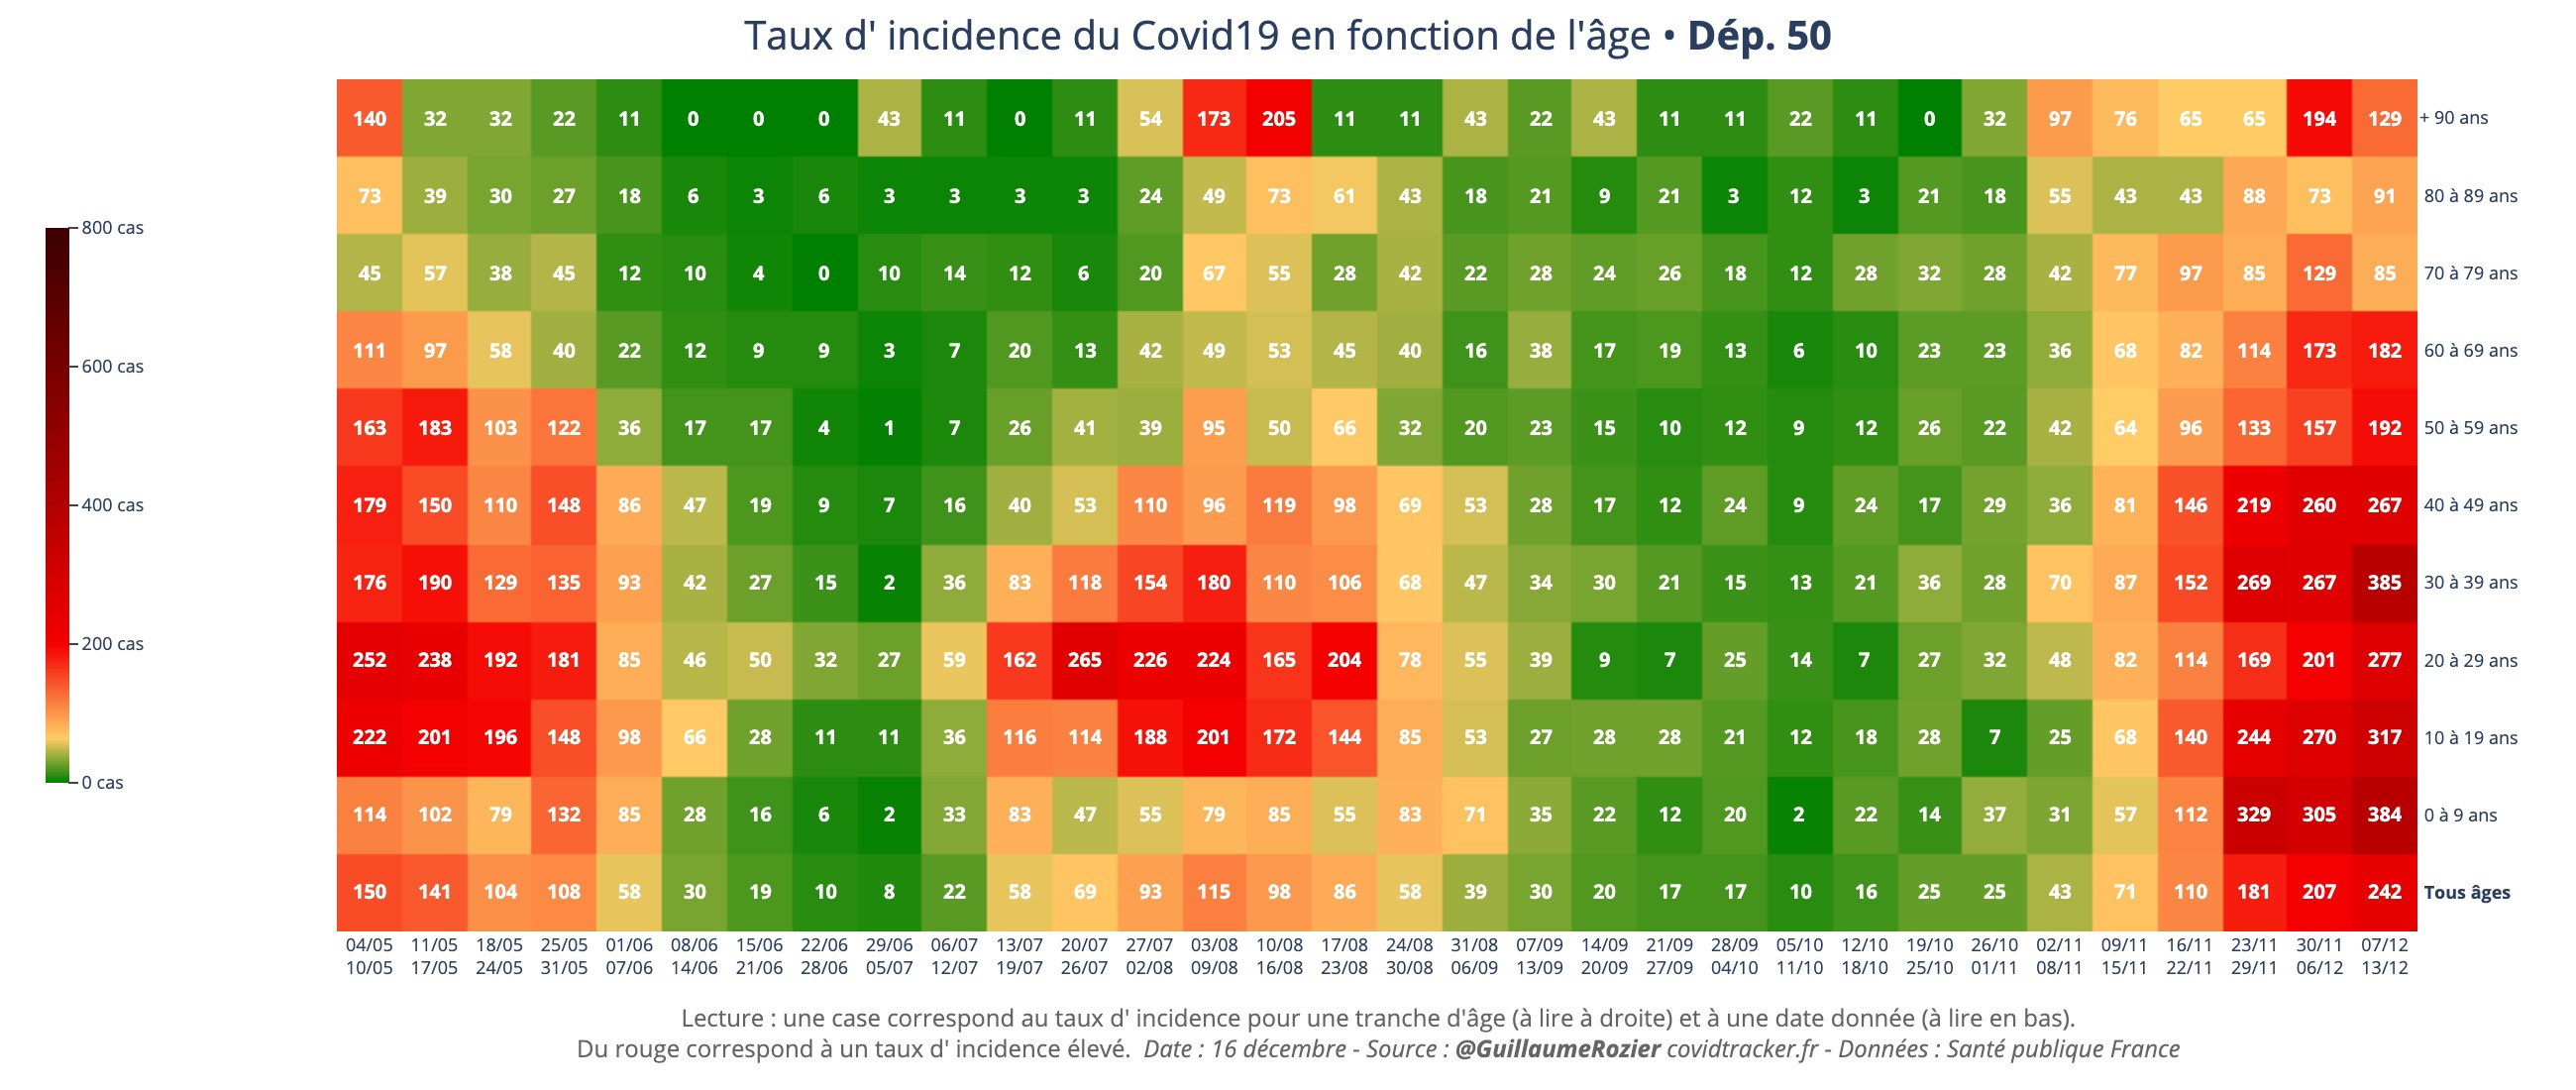 Taux d' incidence du Covid19 en fonction de l'âge • Dép. 50
800 cas
600 cas
400 cas
200 cas
0 cas
140 32 32 22 11 0 0 0 43 11 0 11 54 173 205 11 11 43 22 43 11 11 22 11 0 32 97 76 65 65 194 129 + 90 ans
73 39 30 27 18 6 3 6 3 3 3 3 24 49 73 61 43 18 21 9 21 3 12 3 21 18 55 43 43 88 73 91 80 à 89 ans
45 57 38 45 12 10 4 0 10 14 12 6 20 67 55 28 42 22 28 24 26 18 12 28 32 28 42 77 97 85 129 85 70 à 79 ans
111 97 58 40 22 12 9 9 3 7 20 13 42 49 53 45 40 16 38 17 19 13 6 10 23 23 36 68 82 114 173 182 60 à 69 ans
163 183 103 122 36 17 17 4 1 7 26 41 39 95 50 66 32 20 23 15 10 12 9 12 26 22 42 64 96 133 157 192 50 à 59 ans
179 150 110 148 86 47 19 9 7 16 40 53 110 96 119 98 69 53 28 17 12 24 9 24 17 29 36 81 146 219 260 267 40 à 49 ans
176 190 129 135 93 42 27 15 2 36 83 118 154 180 110 106 68 47 34 30 21 15 13 21 36 28 70 87 152 269 267 385 30 à 39 ans
252 238 192 181 85 46 50 32 27 59 162 265 226 224 165 204 78 55 39 9 7 25 14 7 27 32 48 82 114 169 201 277 20 à 29 ans
222 201 196 148 98 66 28 11 11 36 116 114 188 201 172 144 85 53 27 28 28 21 12 18 28 7 25 68 140 244 270 317 10 à 19 ans
114 102 79 132 85 28 16 6 2 33 83 47 55 79 85 55 83 71 35 22 12 20 2 22 14 37 31 57 112 329 305 384 0 à 9 ans
150 141 104 108 58 30 19 10 8 22 58 69 93 115 98 86 58 39 30 20 17 17 10 16 25 25 43 71 110 181 207 242 Tous âges
04/05 11/05 18/05 25/05 01/06 08/06 15/06 22/06 29/06 06/07 13/07 20/07 27/07 03/08 10/08 17/08 24/08 31/08 07/09 14/09 21/09 28/09 05/10 12/10 19/10 26/10 02/11 09/11 16/11 23/11 30/11 07/12
10/05 17/05 24/05 31/05 07/06 14/06 21/06 28/06 05/07 12/07 19/07 26/07 02/08 09/08 16/08 23/08 30/08 06/09 13/09 20/09 27/09 04/10 11/10 18/10 25/10 01/11 08/11 15/11 22/11 29/11 06/12 13/12
Lecture : une case correspond au taux d' incidence pour une tranche d'âge (à lire à droite) et à une date donnée (à lire en bas).
Du rouge correspond à un taux d' incidence élevé. Date : 16 décembre - Source : @GuillaumeRozier covidtracker.fr - Données : Santé publique France